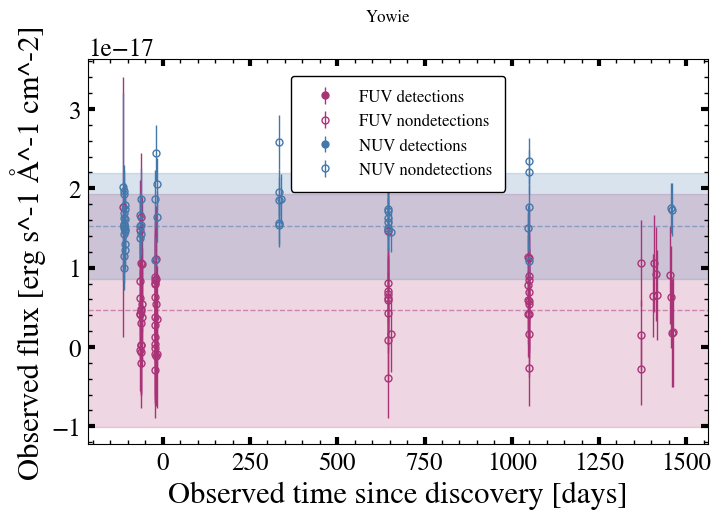 Yowie
1e−17
FUV detections
FUV nondetections
NUV detections
NUV nondetections
3
2
1
0
−1
Observed flux [erg s^-1 Å^-1 cm^-2]
0 250 500 750 1000 1250 1500
Observed time since discovery [days]